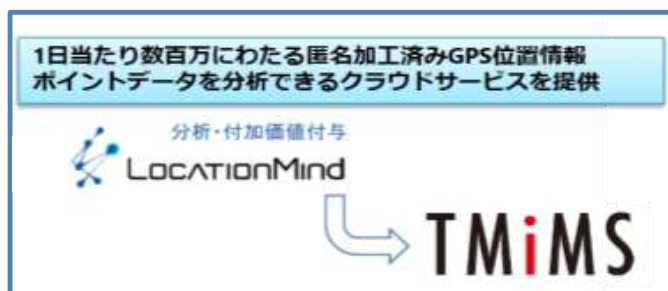 1日当たり数百万にわたる匿名加工済みGPS位置情報
ポイントデータを分析できるクラウドサービスを提供
分析・付加価値付与
LocationMind
TMiMS